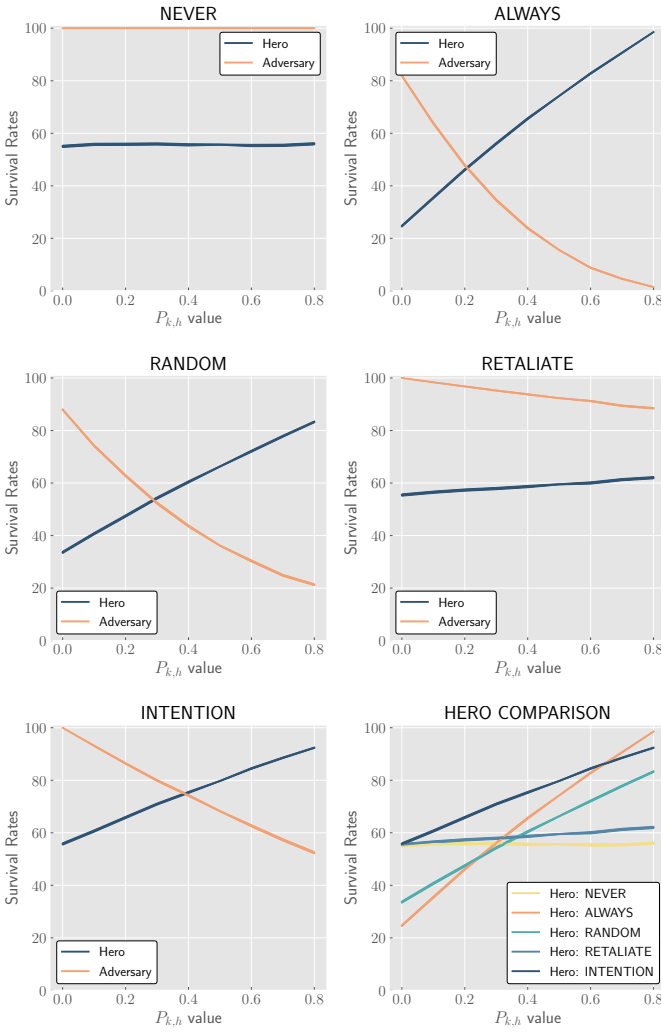 NEVER
Survival Rates
100
80
60
40
20
0
0.0 0.2 0.4 0.6 0.8
P_{k,h} value
Hero
Adversary
ALWAYS
Survival Rates
100
80
60
40
20
0
0.0 0.2 0.4 0.6 0.8
P_{k,h} value
Hero
Adversary
RANDOM
Survival Rates
100
80
60
40
20
0
0.0 0.2 0.4 0.6 0.8
P_{k,h} value
Hero
Adversary
RETALIATE
Survival Rates
100
80
60
40
20
0
0.0 0.2 0.4 0.6 0.8
P_{k,h} value
Hero
Adversary
INTENTION
Survival Rates
100
80
60
40
20
0
0.0 0.2 0.4 0.6 0.8
P_{k,h} value
Hero
Adversary
HERO COMPARISON
Survival Rates
100
80
60
40
20
0
0.0 0.2 0.4 0.6 0.8
P_{k,h} value
Hero: NEVER
Hero: ALWAYS
Hero: RANDOM
Hero: RETALIATE
Hero: INTENTION